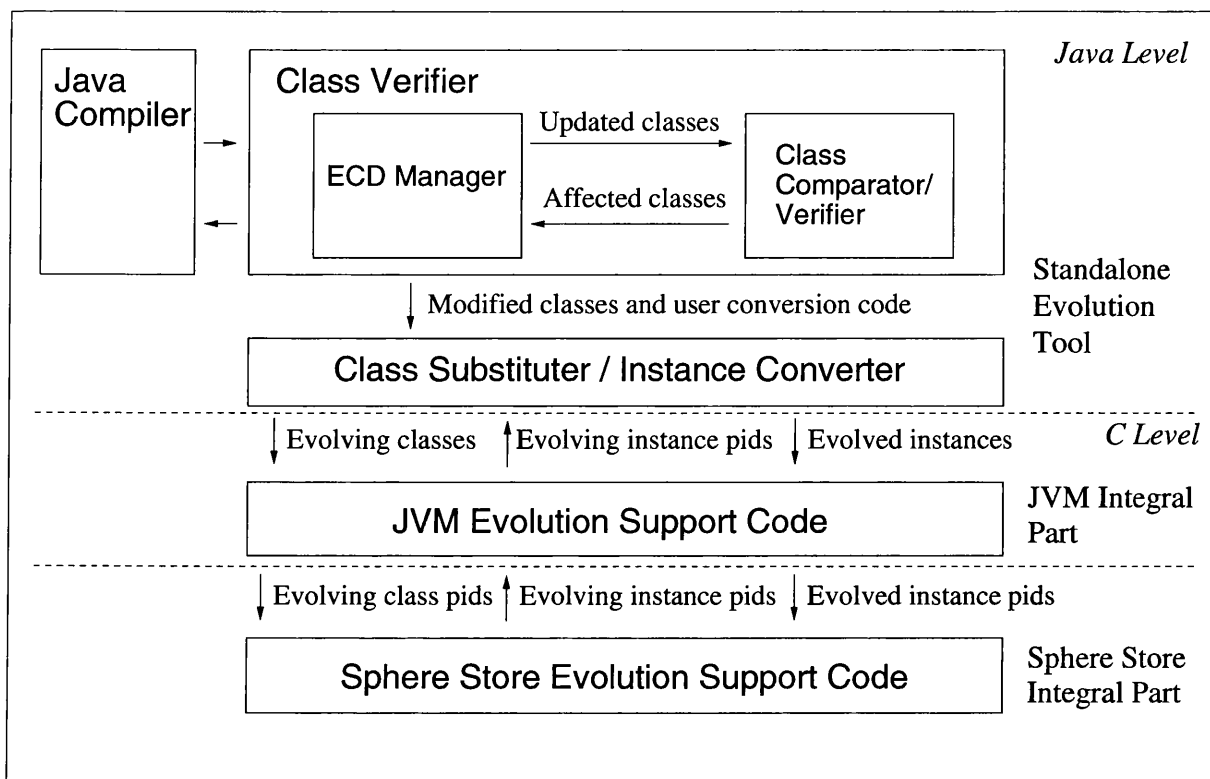 Java Level
Java
Compiler
Class Verifier
ECD Manager
Updated classes
Affected classes
Class
Comparator/
Verifier
Standalone
Evolution
Tool
Modified classes and user conversion code
Class Substituter / Instance Converter
C Level
Evolving classes
Evolving instance pids
Evolved instances
JVM Evolution Support Code
JVM Integral
Part
Evolving class pids
Evolving instance pids
Evolved instance pids
Sphere Store Evolution Support Code
Sphere Store
Integral Part